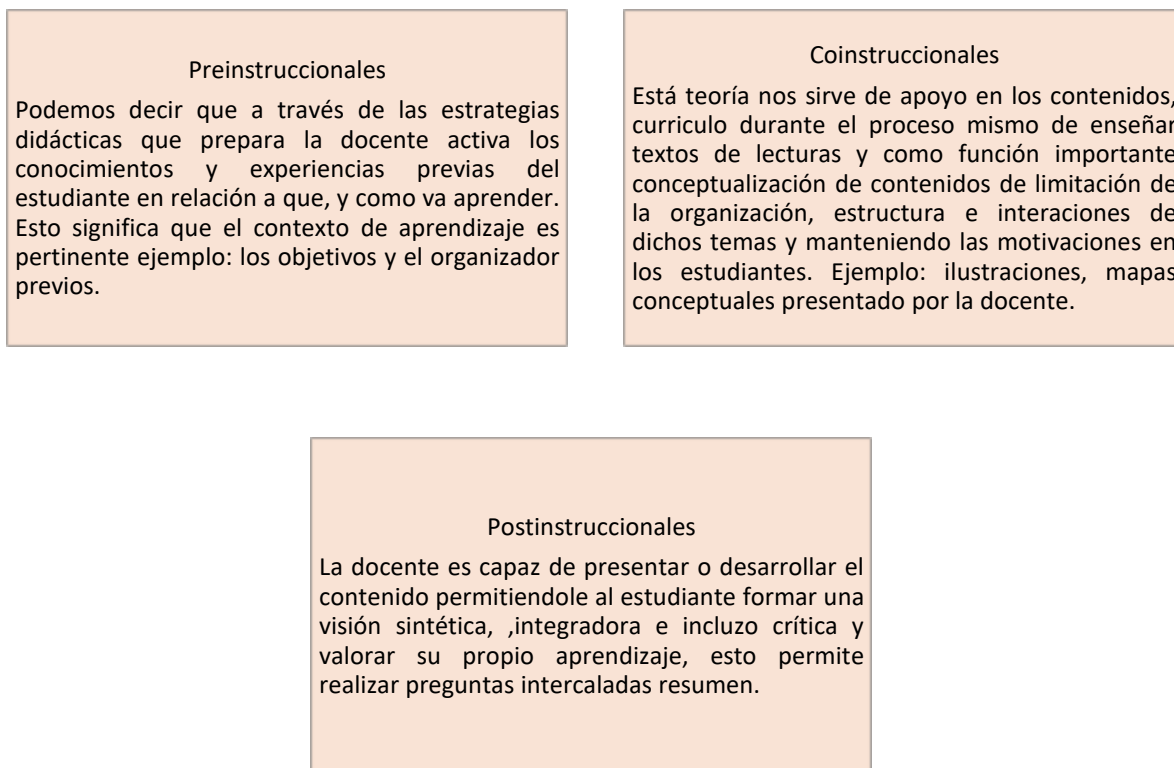 Preinstruccionales
Podemos decir que a través de las estrategias
didácticas que prepara la docente activa los
conocimientos y experiencias previas del
estudiante en relación a que, y como va aprender.
Esto significa que el contexto de aprendizaje es
pertinente ejemplo: los objetivos y el organizador
previos.
Coinstruccionales
Está teoría nos sirve de apoyo en los contenidos,
curriculo durante el proceso mismo de enseñar
textos de lecturas y como función importante
conceptualización de contenidos de limitación de
la organización, estructura e interaciones de
dichos temas y manteniendo las motivaciones en
los estudiantes. Ejemplo: ilustraciones, mapas
conceptuales presentado por la docente.
Postinstruccionales
La docente es capaz de presentar o desarrollar el
contenido permitiendole al estudiante formar una
visión sintética, ,integradora e incluzo crítica y
valorar su propio aprendizaje, esto permite
realizar preguntas intercaladas resumen.